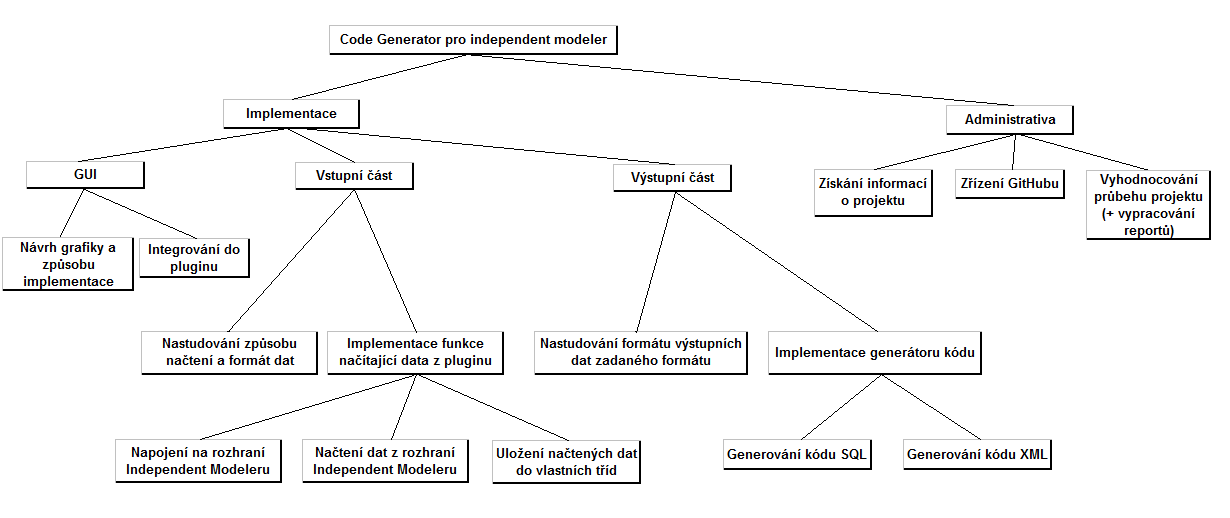 Code Generator pro independent modeler
Implementace
Administrativa
GUI
Vstupní část
Výstupní část
Získání informací
o projektu
Zřízení GitHubu
Vyhodnocování
průbehu projektu
(+ vypracování
reportů)
Návrh grafiky a
způsobu
implementace
Integrování do
pluginu
Nastudování způsobu
načtení a formát dat
Implementace funkce
načítající data z pluginu
Nastudování formátu výstupních
dat zadaného formátu
Implementace generátoru kódu
Napojení na rozhraní
Independent Modeleru
Načtení dat z rozhraní
Independent Modeleru
Uložení načtených dat
do vlastních tříd
Generování kódu SQL
Generování kódu XML